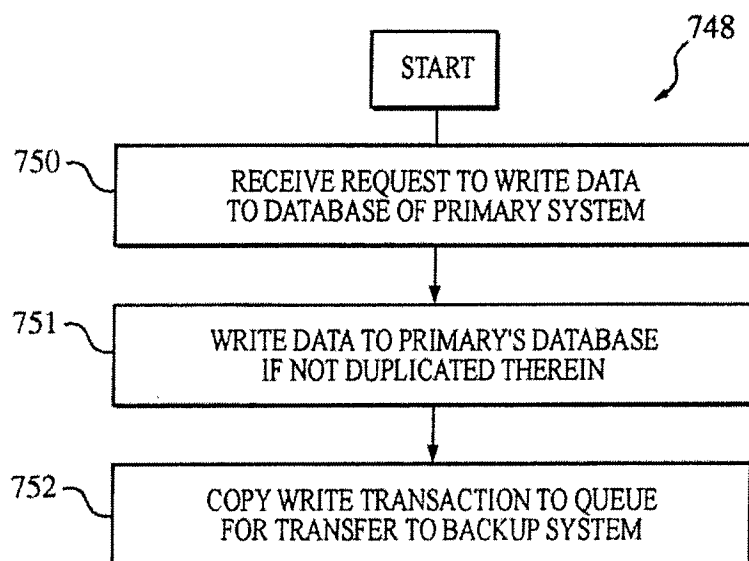 748
START
750
RECEIVE REQUEST TO WRITE DATA
TO DATABASE OF PRIMARY SYSTEM
751
WRITE DATA TO PRIMARY'S DATABASE
IF NOT DUPLICATED THEREIN
752
COPY WRITE TRANSACTION TO QUEUE
FOR TRANSFER TO BACKUP SYSTEM